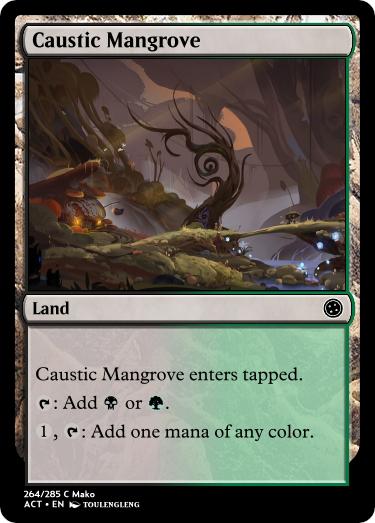 Caustic Mangrove
Land
Caustic Mangrove enters tapped.
: Add or .
1 , : Add one mana of any color.
264/285 C Mako
ACT • EN TOULENGLENG